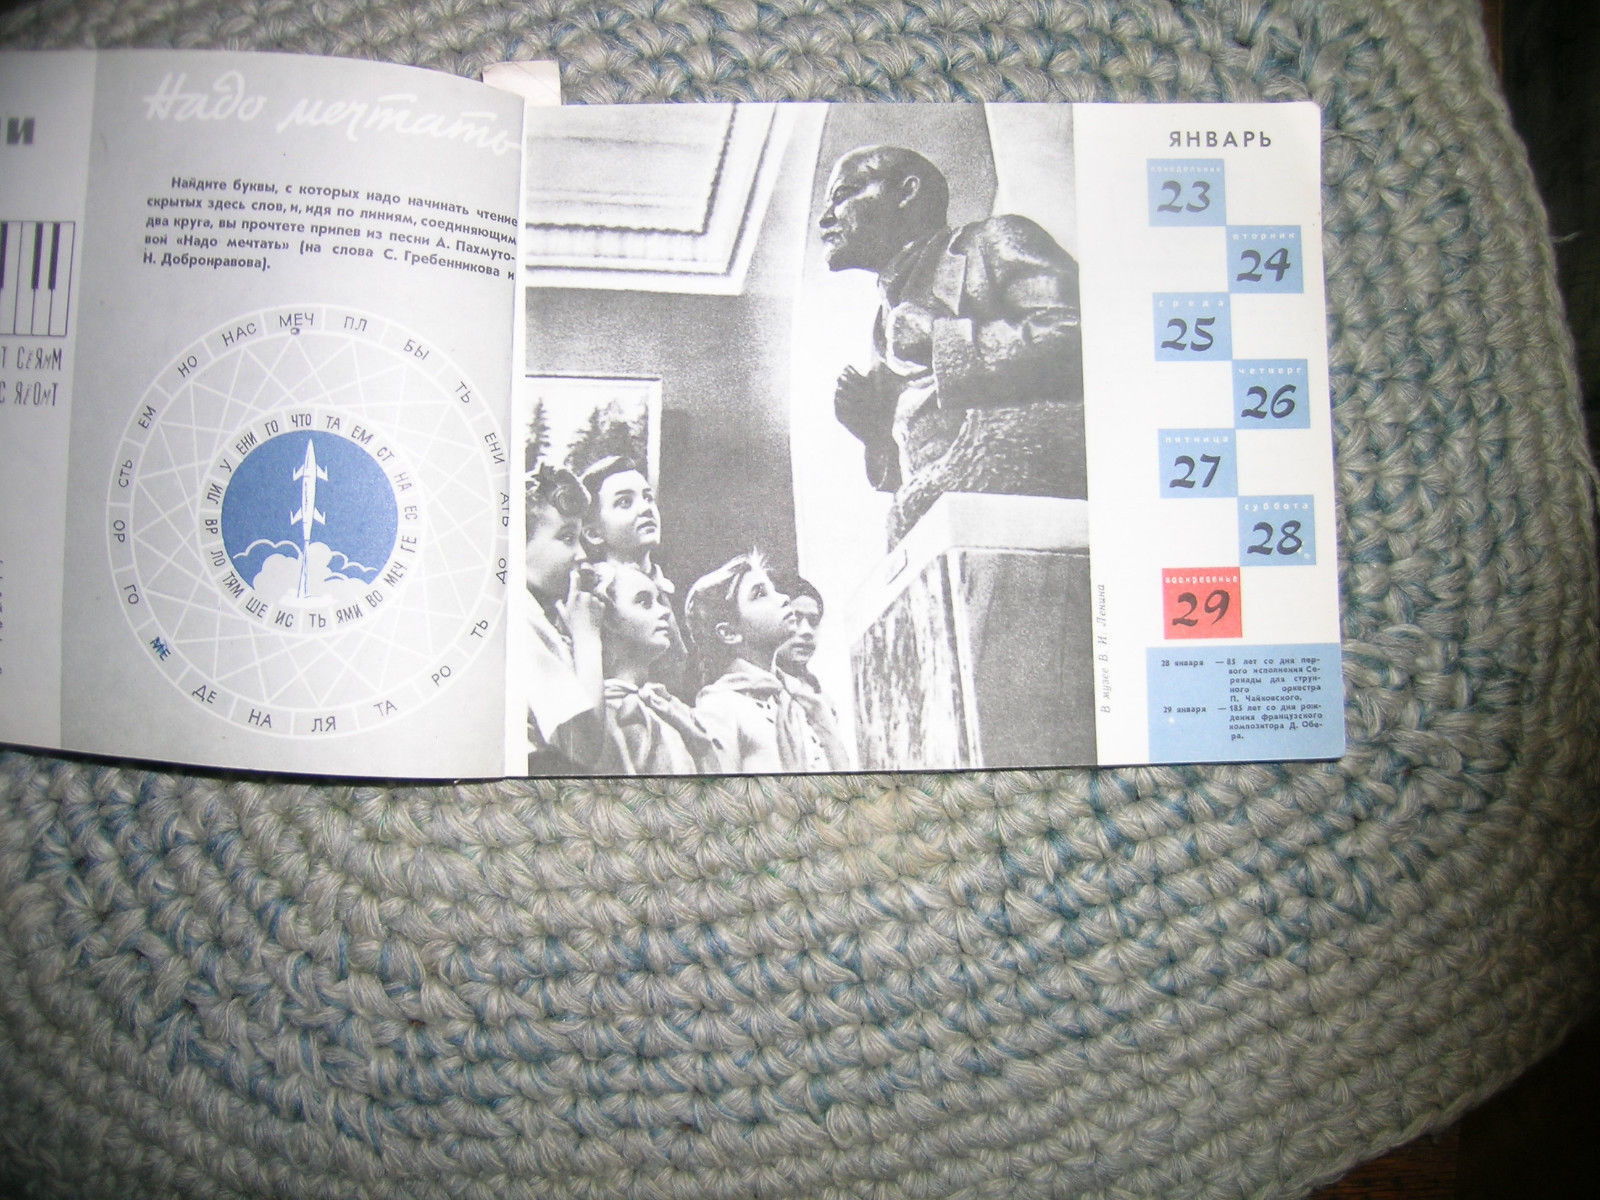 Надо мечтать
Найдите буквы, с которых надо начинать чтение
скрытых здесь слов, и, идя по линиям, соединяющим
два круга, вы прочтете припев из песни А. Пахмуто-
вой «Надо мечтать» (на слова С. Гребенникова и
Н. Добронравова).
МЕЧ ПЛ БЫ ТЬ ЕНИ АТЬ ДО ТЬ РО ТА ЛЯ НА ДЕ МЕ ГО ОР СТЬ ЕМ НО НАС
ЧТО ТА ЕМ СТ НА ЕС ГЕ МЕЧ ВО ЯМИ ТЬ ИС ШЕ ТЯМ ЛО ВР ЛИ У ЕНИ ГО
ЯНВАРЬ
понедельник
23
вторник
24
среда
25
четверг
26
пятница
27
суббота
28
воскресенье
29
В музее В. И. Ленина
28 января — 85 лет со дня пер-
вого исполнения Се-
ренады для струн-
ного оркестра
П. Чайковского.
29 января — 185 лет со дня рож-
дения французского
композитора Д. Обе-
ра.